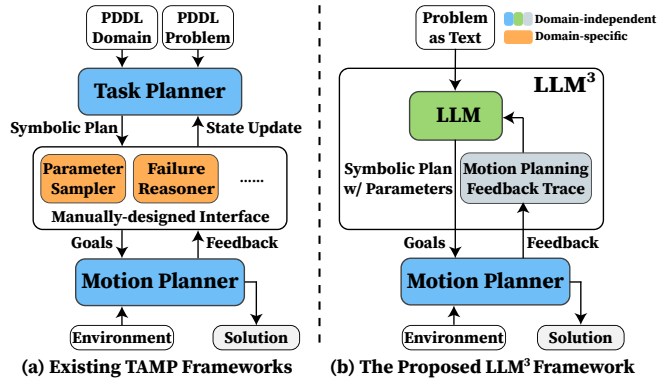 PDDL
Domain
PDDL
Problem
Task Planner
Symbolic Plan
State Update
Parameter
Sampler
Failure
Reasoner
......
Manually-designed Interface
Goals
Feedback
Motion Planner
Environment
Solution
(a) Existing TAMP Frameworks
Problem
as Text
Domain-independent
Domain-specific
LLM³
LLM
Symbolic Plan
w/ Parameters
Motion Planning
Feedback Trace
Goals
Feedback
Motion Planner
Environment
Solution
(b) The Proposed LLM³ Framework